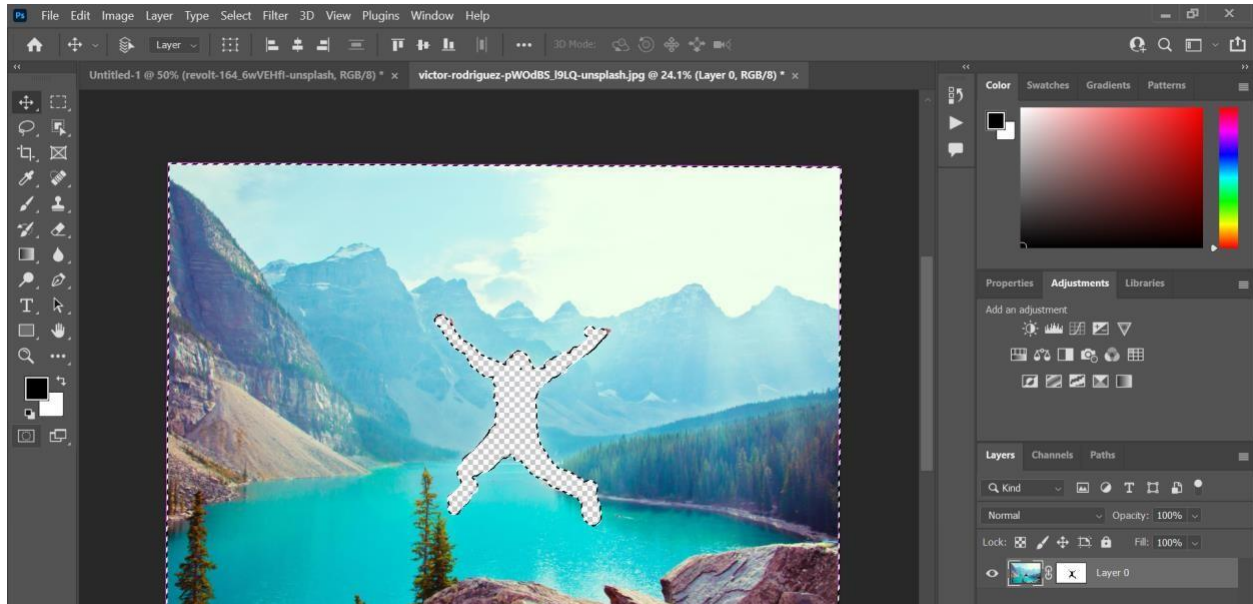 Ps File Edit Image Layer Type Select Filter 3D View Plugins Window Help
Layer 3D Mode:
Untitled-1 @ 50% (revolt-164_6wVEHfI-unsplash, RGB/8) * × victor-rodriguez-pWOdBS_l9LQ-unsplash.jpg @ 24.1% (Layer 0, RGB/8) * ×
Color Swatches Gradients Patterns
Properties Adjustments Libraries
Add an adjustment
Layers Channels Paths
Kind
Normal Opacity: 100%
Lock: Fill: 100%
Layer 0